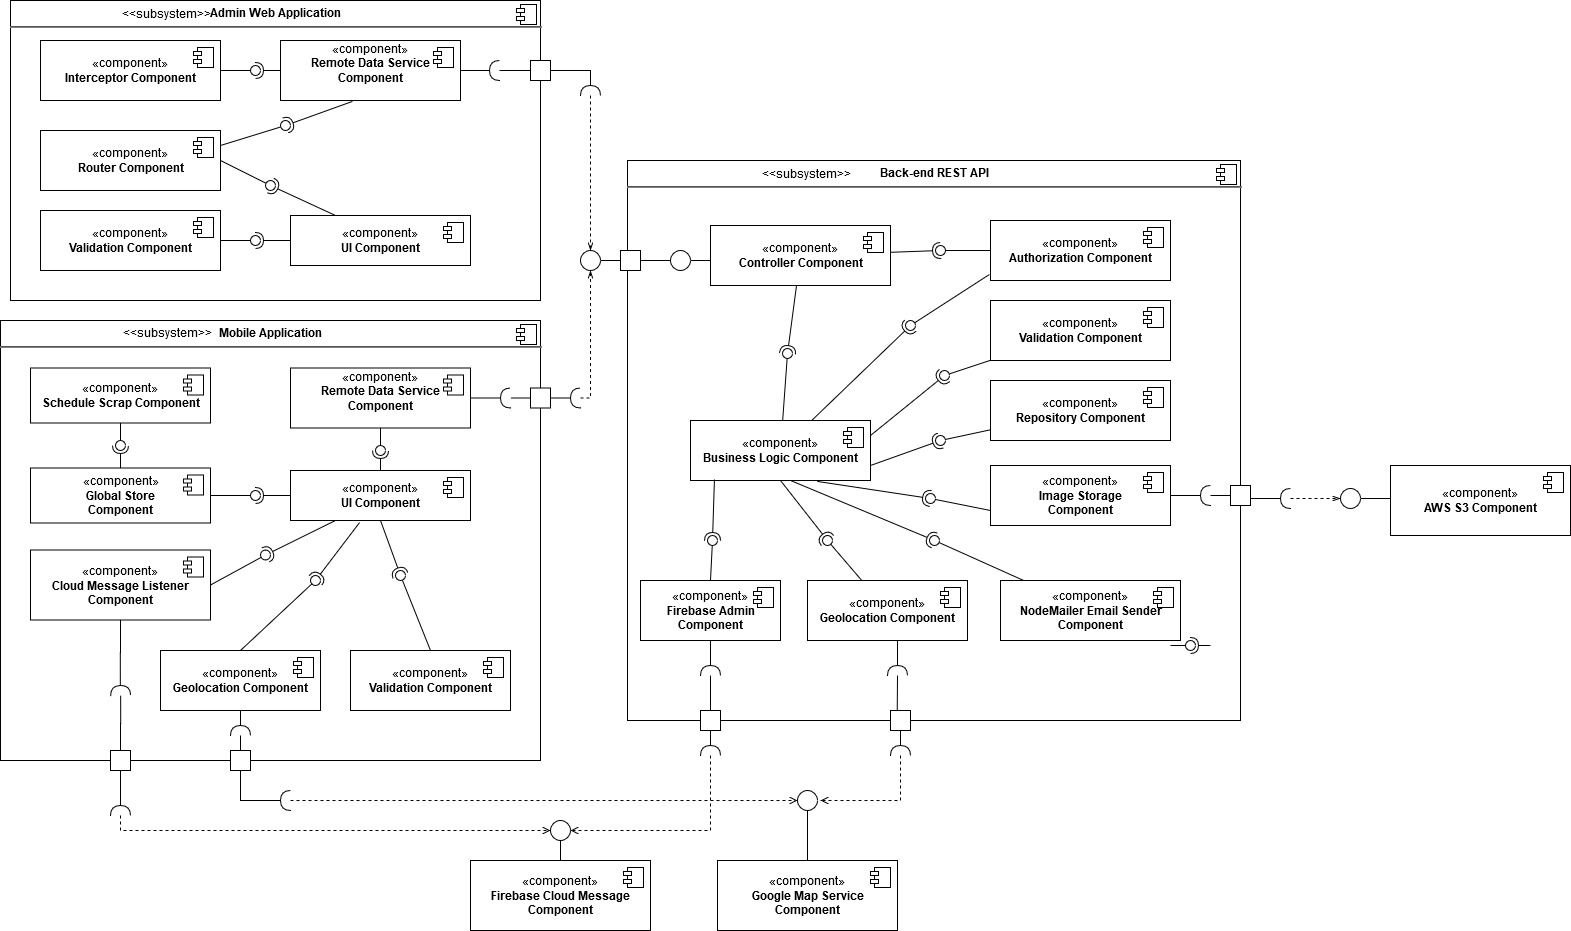 <<subsystem>>Admin Web Application
«component»
Interceptor Component
«component»
Remote Data Service
Component
«component»
Router Component
«component»
Validation Component
«component»
UI Component
<<subsystem>> Mobile Application
«component»
Schedule Scrap Component
«component»
Remote Data Service
Component
«component»
Global Store
Component
«component»
UI Component
«component»
Cloud Message Listener
Component
«component»
Geolocation Component
«component»
Validation Component
<<subsystem>> Back-end REST API
«component»
Controller Component
«component»
Authorization Component
«component»
Validation Component
«component»
Repository Component
«component»
Business Logic Component
«component»
Image Storage
Component
«component»
Firebase Admin
Component
«component»
Geolocation Component
«component»
NodeMailer Email Sender
Component
«component»
AWS S3 Component
«component»
Firebase Cloud Message
Component
«component»
Google Map Service
Component